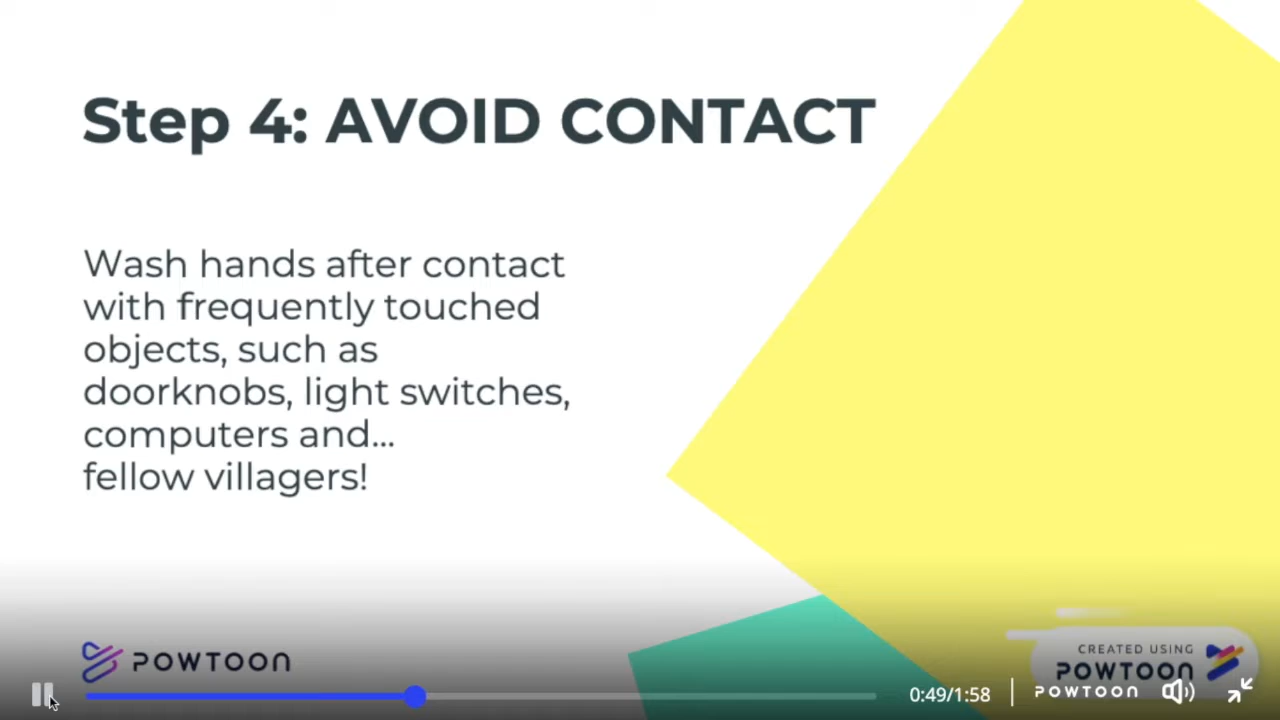 Step 4: AVOID CONTACT
Wash hands after contact
with frequently touched
objects, such as
doorknobs, light switches,
computers and...
fellow villagers!
POWTOON
CREATED USING
POWTOON
0:49/1:58
POWTOON